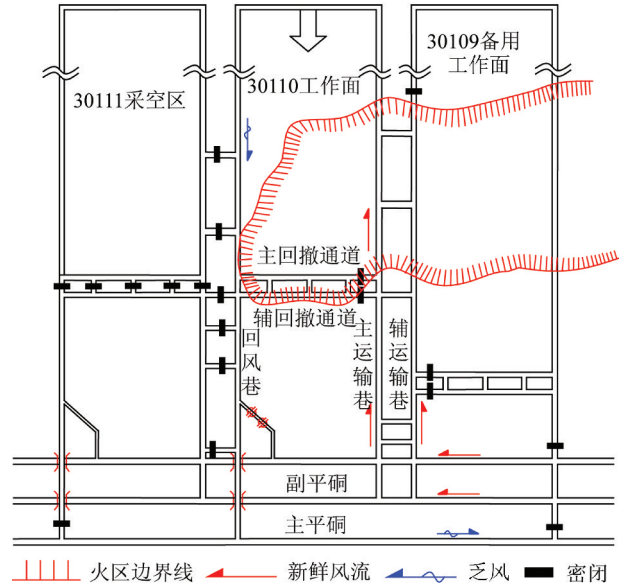 30109备用
工作面
30110工作面
30111采空区
主回撤通道
辅回撤通道
回风巷
主运输巷
辅运输巷
副平硐
主平硐
火区边界线
新鲜风流
乏风
密闭